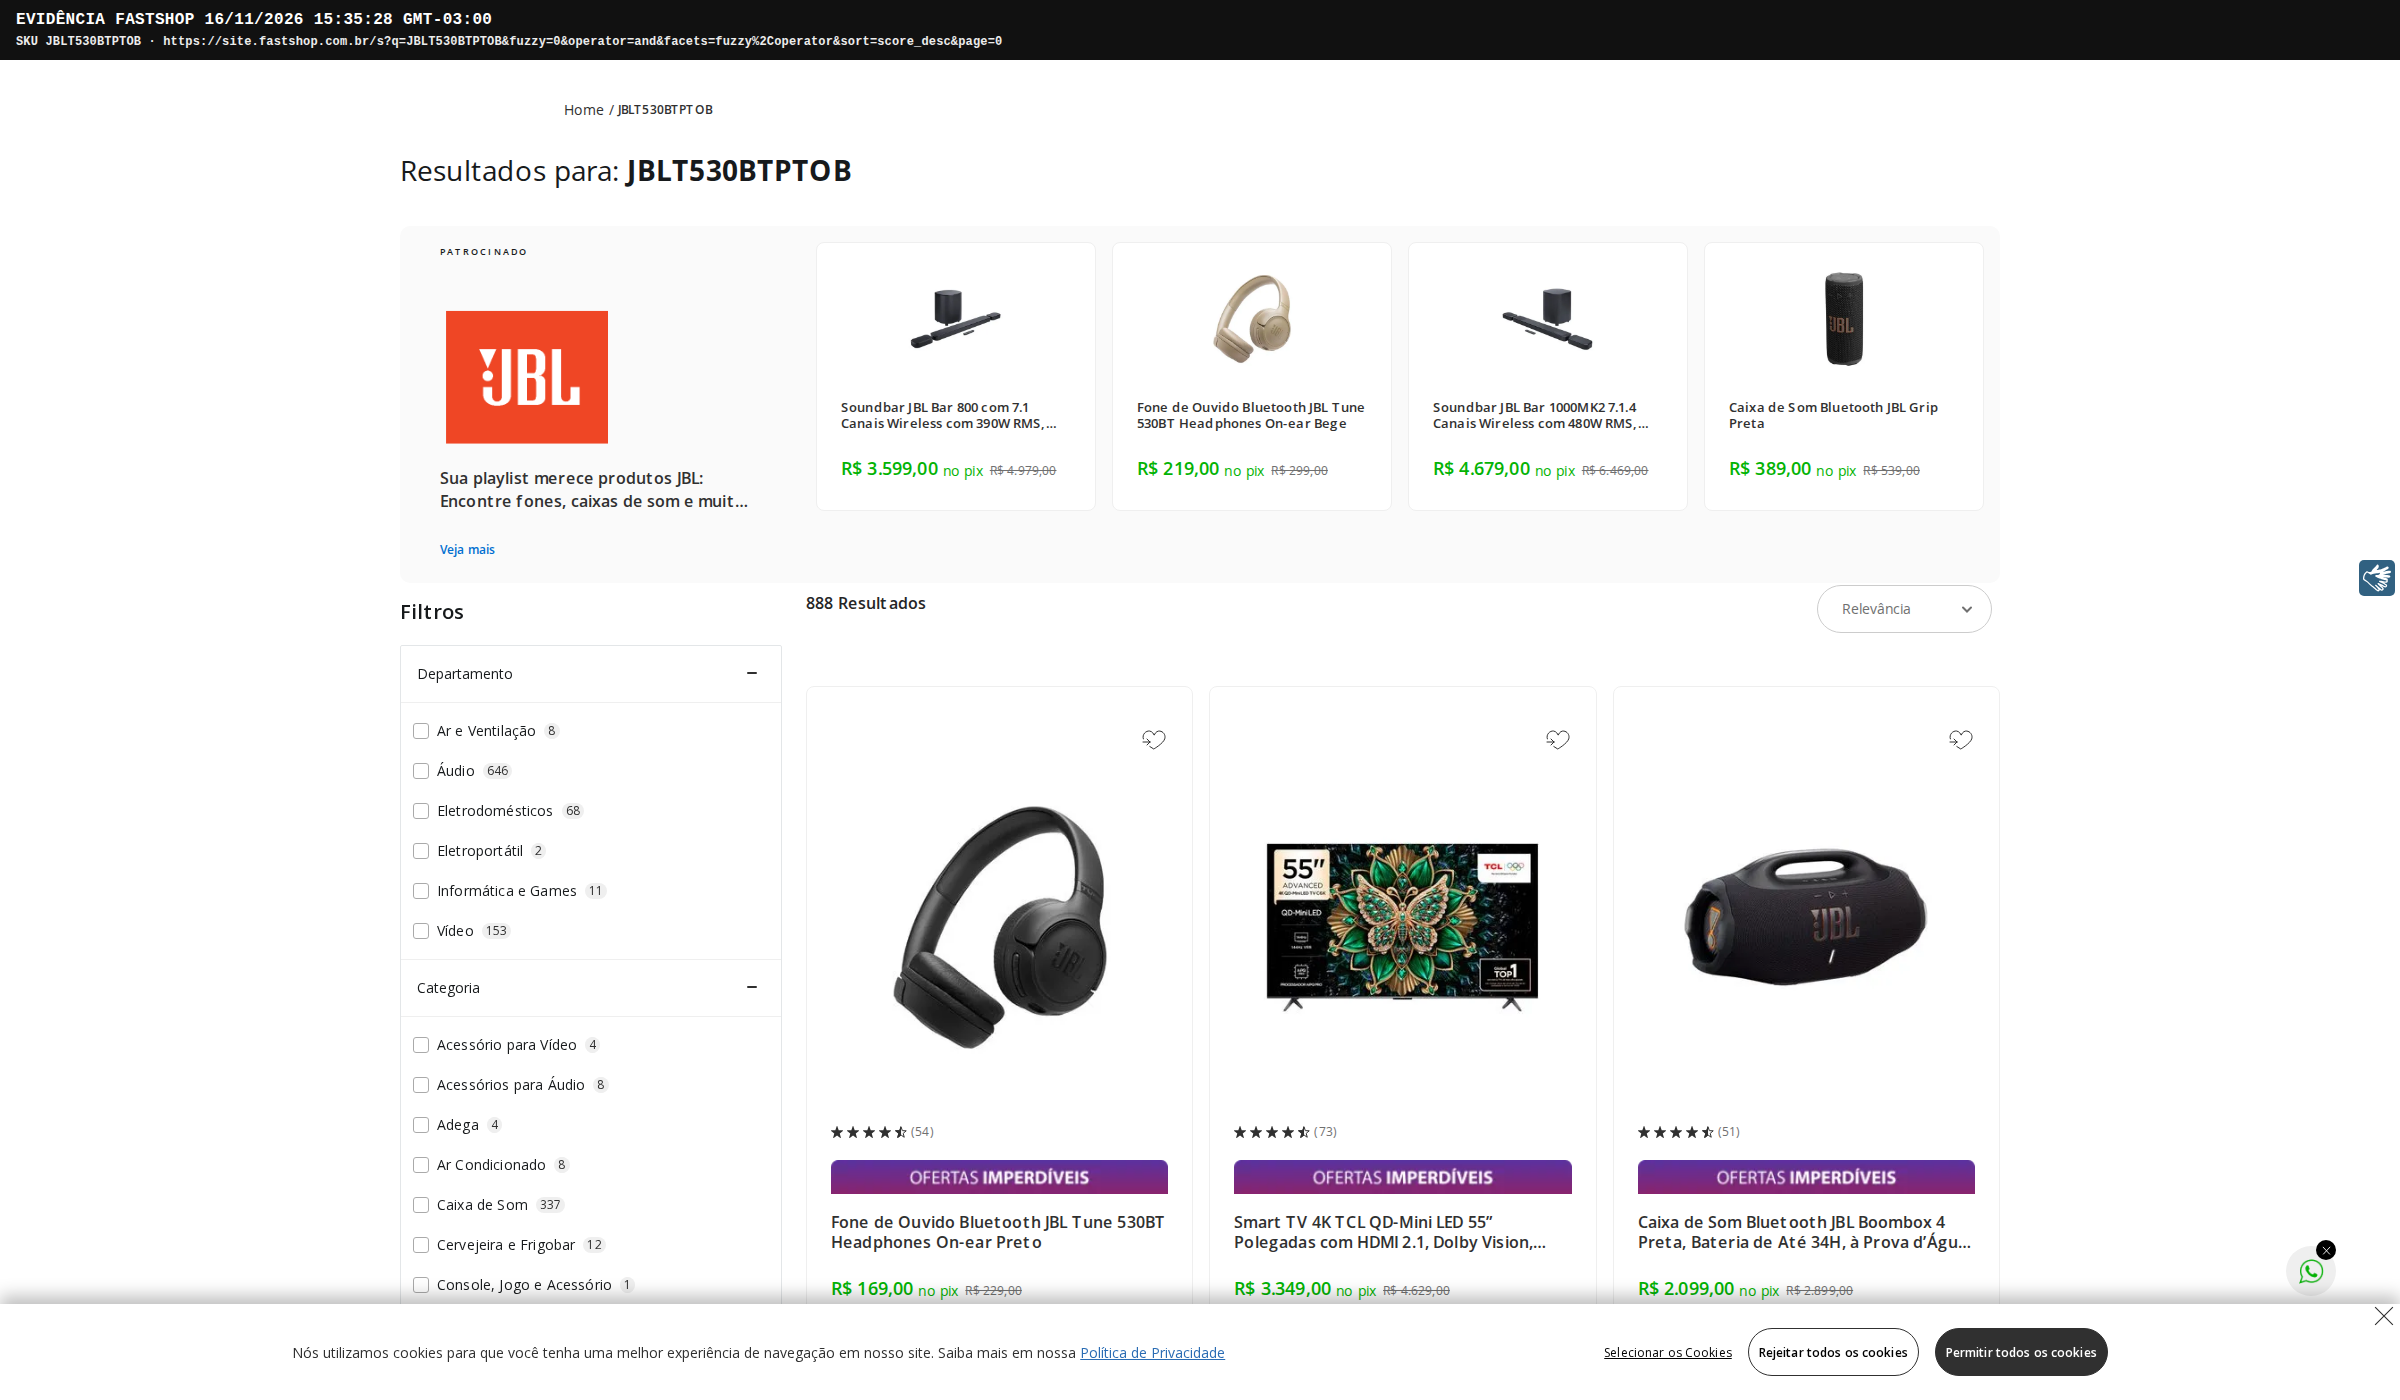 EVIDÊNCIA FASTSHOP 16/11/2026 15:35:28 GMT-03:00
SKU JBLT530BTPTOB · https://site.fastshop.com.br/s?q=JBLT530BTPTOB&fuzzy=0&operator=and&facets=fuzzy%2Coperator&sort=score_desc&page=0
Home / JBLT530BTPTOB
Resultados para: JBLT530BTPTOB
PATROCINADO
JBL
Sua playlist merece produtos JBL:
Encontre fones, caixas de som e muit...
Veja mais
Soundbar JBL Bar 800 com 7.1
Canais Wireless com 390W RMS,...
R$ 3.599,00 no pix R$ 4.979,00
Fone de Ouvido Bluetooth JBL Tune
530BT Headphones On-ear Bege
R$ 219,00 no pix R$ 299,00
Soundbar JBL Bar 1000MK2 7.1.4
Canais Wireless com 480W RMS,...
R$ 4.679,00 no pix R$ 6.469,00
JBL
Caixa de Som Bluetooth JBL Grip
Preta
R$ 389,00 no pix R$ 539,00
Filtros
Departamento
Ar e Ventilação 8
Áudio 646
Eletrodomésticos 68
Eletroportátil 2
Informática e Games 11
Vídeo 153
Categoria
Acessório para Vídeo 4
Acessórios para Áudio 8
Adega 4
Ar Condicionado 8
Caixa de Som 337
Cervejeira e Frigobar 12
Console, Jogo e Acessório 1
888 Resultados
Relevância
JBL
(54)
OFERTAS IMPERDÍVEIS
Fone de Ouvido Bluetooth JBL Tune 530BT
Headphones On-ear Preto
R$ 169,00 no pix R$ 229,00
55”
ADVANCED
QD-Mini LED
TCL
TOP1
(73)
OFERTAS IMPERDÍVEIS
Smart TV 4K TCL QD-Mini LED 55”
Polegadas com HDMI 2.1, Dolby Vision,...
R$ 3.349,00 no pix R$ 4.629,00
JBL
(51)
OFERTAS IMPERDÍVEIS
Caixa de Som Bluetooth JBL Boombox 4
Preta, Bateria de Até 34H, à Prova d’Águ...
R$ 2.099,00 no pix R$ 2.899,00
Nós utilizamos cookies para que você tenha uma melhor experiência de navegação em nosso site. Saiba mais em nossa Política de Privacidade
Selecionar os Cookies
Rejeitar todos os cookies
Permitir todos os cookies